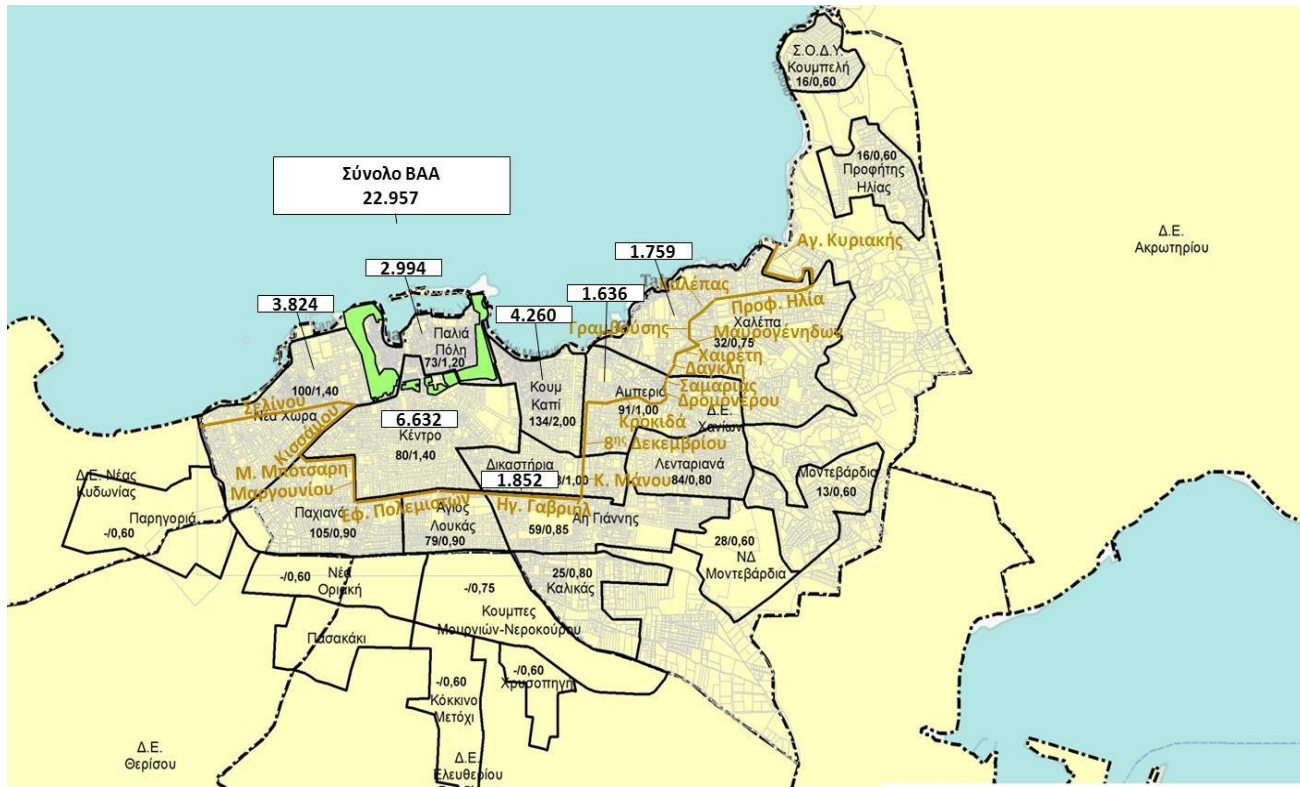 Σ.Ο.Δ.Υ.
Κουμπελή
16/0,60
16/0,60
Προφήτης
Ηλίας
Σύνολο ΒΑΑ
22.957
Δ.Ε.
Ακρωτηρίου
Αγ. Κυριακής
1.759
2.994
Χαλέπας
1.636
3.824
4.260
Προφ. Ηλία
Γραμβούσης
Χαλέπα
Μαυρογένηδων
32/0,75
Παλιά
Πόλη
73/1,20
Χαιρέτη
Δαγκλή
100/1,40
Κουμ
Καπί
Αμπεριά
Σαμαριάς
Δρομονέρου
Σελίνου
Νέα Χώρα
91/1,00
Δ.Ε.
Χανίων
6.632
134/2,00
Κροκιδά
Κισσάμου
Κέντρο
80/1,40
8ης Δεκεμβρίου
Δικαστήρια
Λενταριανά
84/0,80
Μ. Μπότσαρη
Μαργουνίου
1.852
Κ. Μάνου
Μοντεβάρδια
13/0,60
Δ.Ε. Νέας
Κυδωνίας
Παρηγοριά
-/0,60
Εφ. Πολεμιστών
Ηγ. Γαβριήλ
Παχιανά
105/0,90
Άγιος
Λουκάς
79/0,90
59/0,85
Αη Γιάννης
28/0,60
ΝΔ
Μοντεβάρδια
-/0,60
Νέα
Οριακή
25/0,80
Καλικάς
-/0,75
Κουμπες
Μουρνιών-Νεροκούρου
Πασακάκι
-/0,60
-/0,60
Χρυσοπηγή
-/0,60
Κόκκινο
Μετόχι
Δ.Ε.
Θερίσου
Δ.Ε.
Ελευθερίου